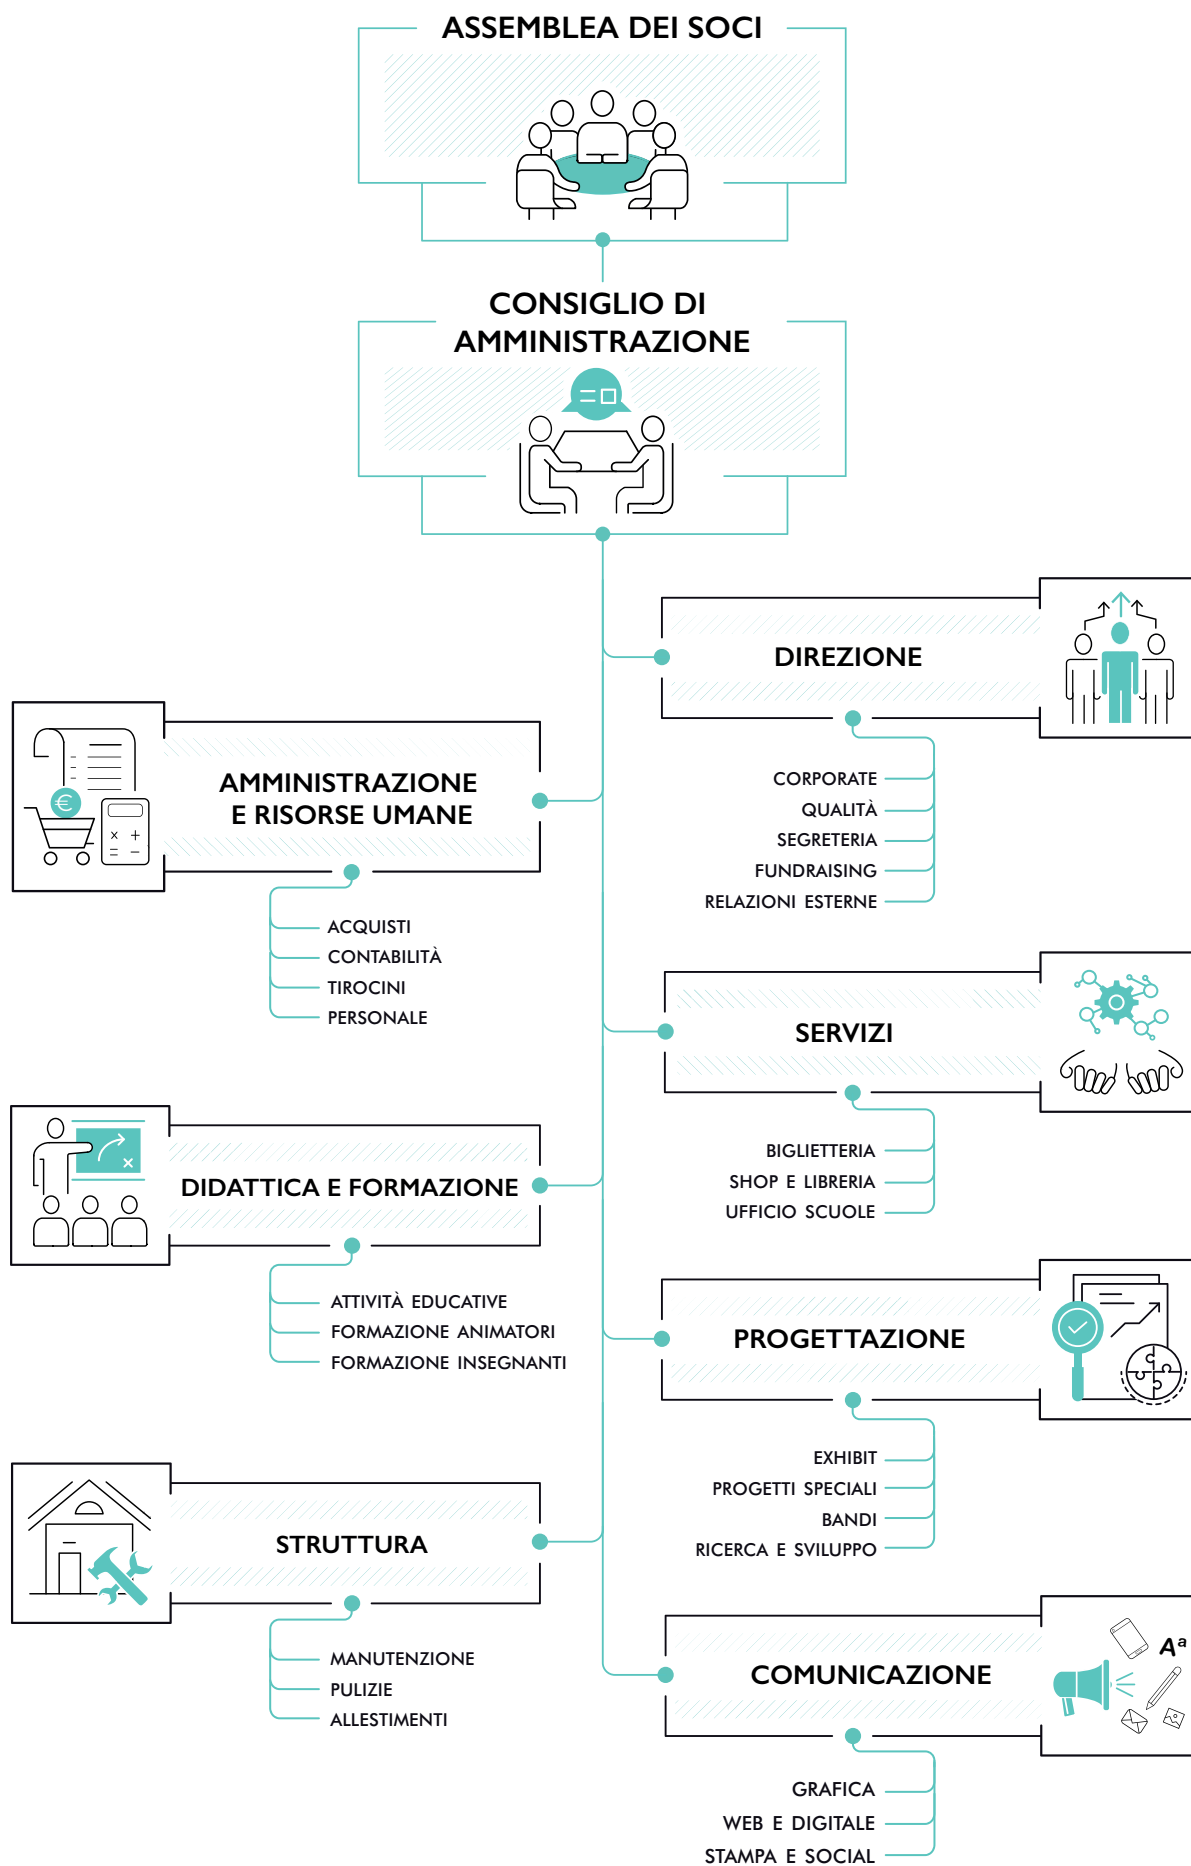 ASSEMBLEA DEI SOCI
CONSIGLIO DI
AMMINISTRAZIONE
DIREZIONE
CORPORATE
QUALITÀ
SEGRETERIA
FUNDRAISING
RELAZIONI ESTERNE
AMMINISTRAZIONE
E RISORSE UMANE
ACQUISTI
CONTABILITÀ
TIROCINI
PERSONALE
SERVIZI
BIGLIETTERIA
SHOP E LIBRERIA
UFFICIO SCUOLE
DIDATTICA E FORMAZIONE
ATTIVITÀ EDUCATIVE
FORMAZIONE ANIMATORI
FORMAZIONE INSEGNANTI
PROGETTAZIONE
EXHIBIT
PROGETTI SPECIALI
BANDI
RICERCA E SVILUPPO
STRUTTURA
MANUTENZIONE
PULIZIE
ALLESTIMENTI
COMUNICAZIONE
Aª
GRAFICA
WEB E DIGITALE
STAMPA E SOCIAL